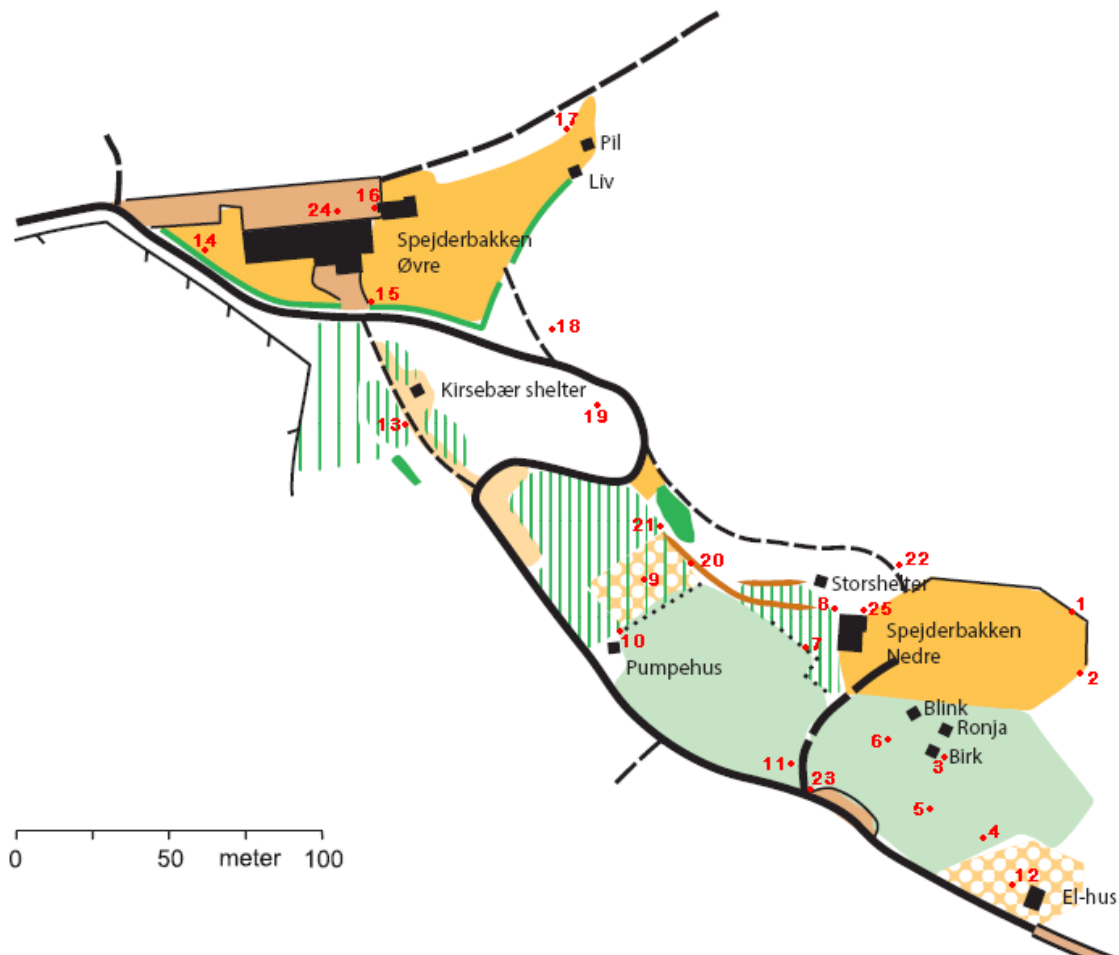 17
Pil
Liv
16
24
14
Spejderbakken
Øvre
15
18
Kirsebær shelter
19
13
21
20
22
9
Storshelter
8
25
1
10
7
Spejderbakken
Nedre
Pumpehus
2
Blink
Ronja
6
Birk
3
11
23
5
4
0 50 meter 100
12
El-hus